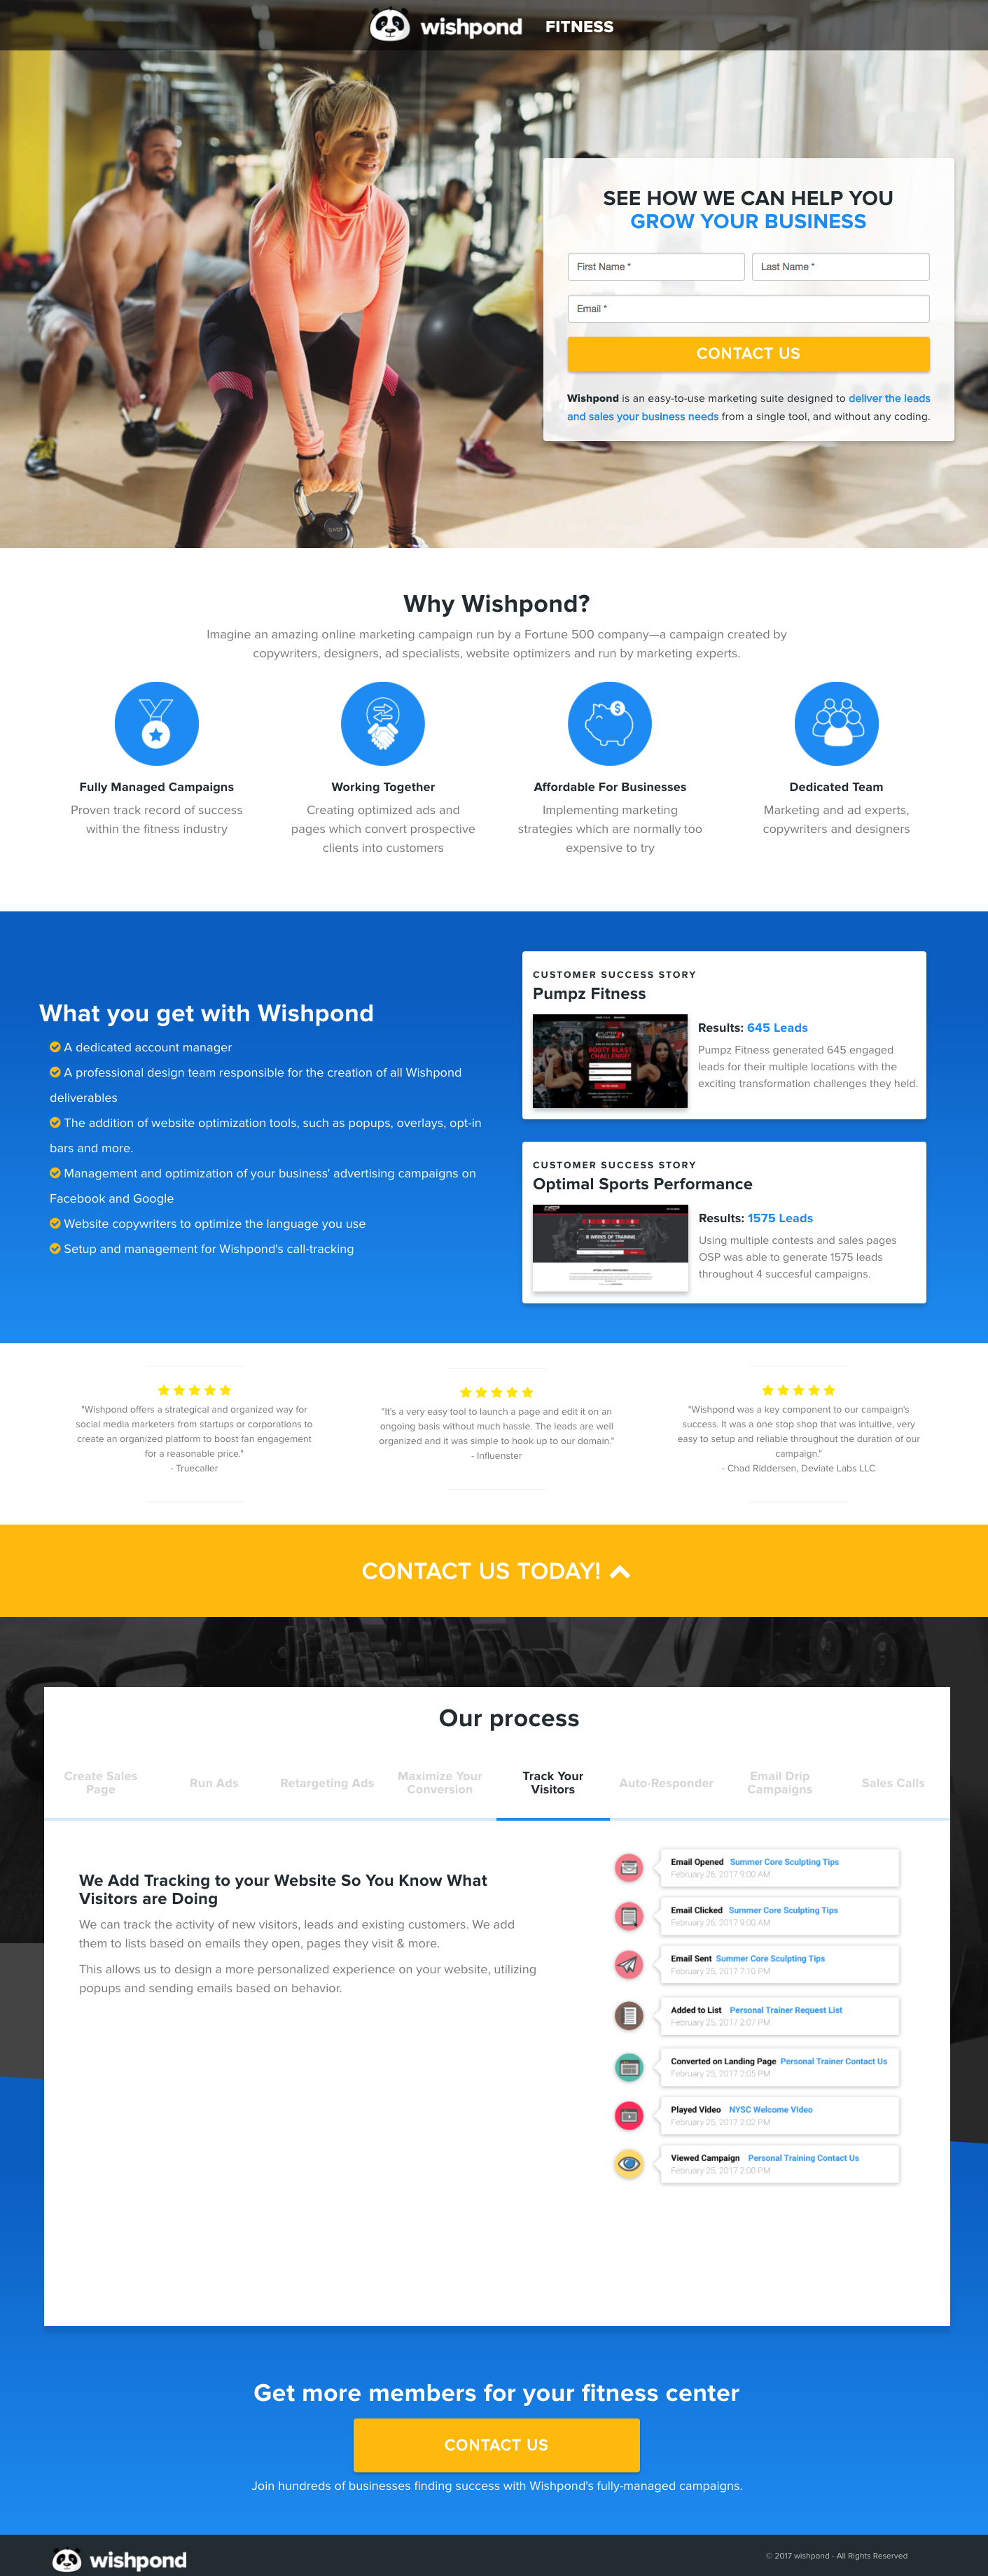 wishpond FITNESS
SEE HOW WE CAN HELP YOU
GROW YOUR BUSINESS
First Name * Last Name *
Email *
CONTACT US
Wishpond is an easy-to-use marketing suite designed to deliver the leads
and sales your business needs from a single tool, and without any coding.
Why Wishpond?
Imagine an amazing online marketing campaign run by a Fortune 500 company—a campaign created by
copywriters, designers, ad specialists, website optimizers and run by marketing experts.
Fully Managed Campaigns
Proven track record of success
within the fitness industry
Working Together
Creating optimized ads and
pages which convert prospective
clients into customers
Affordable For Businesses
Implementing marketing
strategies which are normally too
expensive to try
Dedicated Team
Marketing and ad experts,
copywriters and designers
What you get with Wishpond
A dedicated account manager
A professional design team responsible for the creation of all Wishpond
deliverables
The addition of website optimization tools, such as popups, overlays, opt-in
bars and more.
Management and optimization of your business' advertising campaigns on
Facebook and Google
Website copywriters to optimize the language you use
Setup and management for Wishpond's call-tracking
CUSTOMER SUCCESS STORY
Pumpz Fitness
BOOTY BLAST
CHALLENGE!
Results: 645 Leads
Pumpz Fitness generated 645 engaged
leads for their multiple locations with the
exciting transformation challenges they held.
CUSTOMER SUCCESS STORY
Optimal Sports Performance
8 WEEKS OF TRAINING
Results: 1575 Leads
Using multiple contests and sales pages
OSP was able to generate 1575 leads
throughout 4 succesful campaigns.
"Wishpond offers a strategical and organized way for
social media marketers from startups or corporations to
create an organized platform to boost fan engagement
for a reasonable price."
- Truecaller
"It's a very easy tool to launch a page and edit it on an
ongoing basis without much hassle. The leads are well
organized and it was simple to hook up to our domain."
- Influenster
"Wishpond was a key component to our campaign's
success. It was a one stop shop that was intuitive, very
easy to setup and reliable throughout the duration of our
campaign."
- Chad Riddersen, Deviate Labs LLC
CONTACT US TODAY!
Our process
Create Sales
Page
Run Ads
Retargeting Ads
Maximize Your
Conversion
Track Your
Visitors
Auto-Responder
Email Drip
Campaigns
Sales Calls
We Add Tracking to your Website So You Know What
Visitors are Doing
We can track the activity of new visitors, leads and existing customers. We add
them to lists based on emails they open, pages they visit & more.
This allows us to design a more personalized experience on your website, utilizing
popups and sending emails based on behavior.
Email Opened Summer Core Sculpting Tips
February 26, 2017 9:00 AM
Email Clicked Summer Core Sculpting Tips
February 26, 2017 9:00 AM
Email Sent Summer Core Sculpting Tips
February 25, 2017 7:10 PM
Added to List Personal Trainer Request List
February 25, 2017 2:07 PM
Converted on Landing Page Personal Trainer Contact Us
February 25, 2017 2:05 PM
Played Video NYSC Welcome Video
February 25, 2017 2:02 PM
Viewed Campaign Personal Training Contact Us
February 25, 2017 2:00 PM
Get more members for your fitness center
CONTACT US
Join hundreds of businesses finding success with Wishpond's fully-managed campaigns.
wishpond
© 2017 wishpond - All Rights Reserved